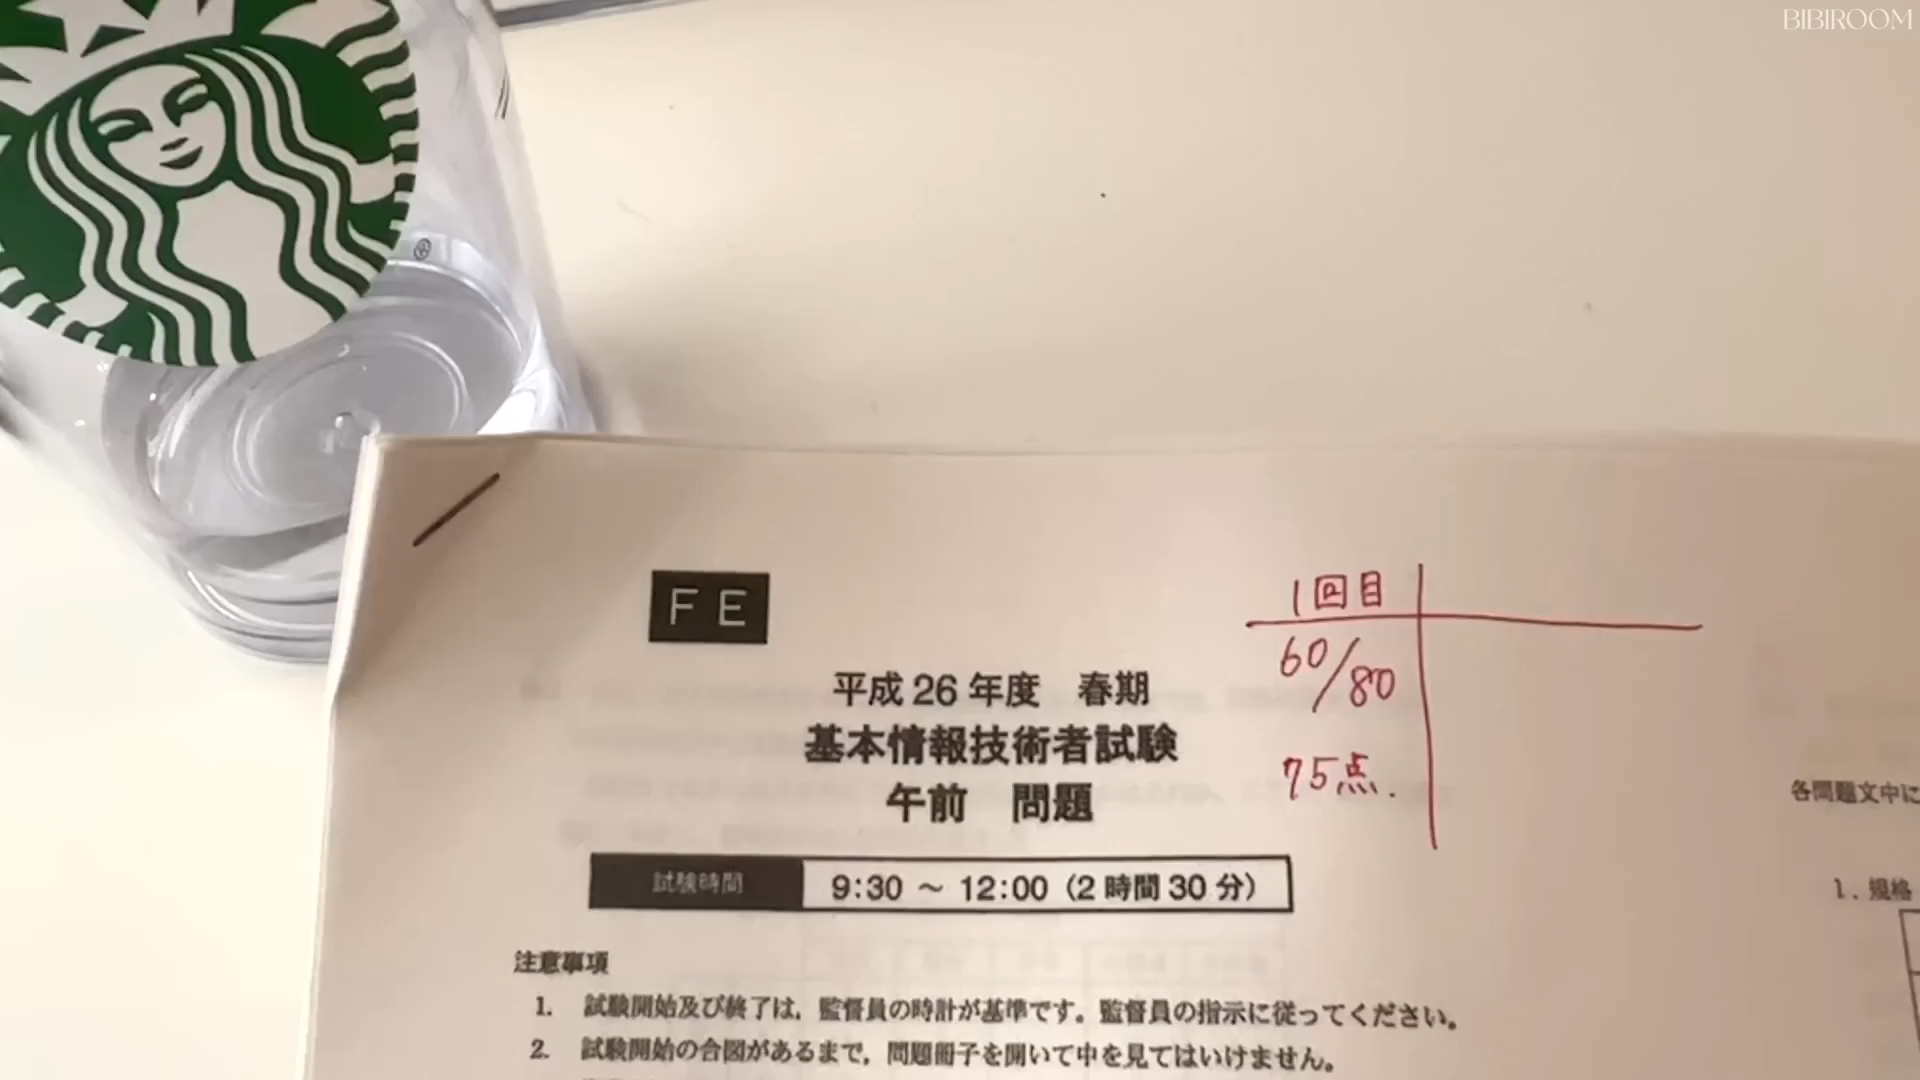 BIBIROOM
FE
1回目
60/80
75点.
平成26年度 春期
基本情報技術者試験
午前 問題
試験時間 9:30 ～ 12:00 (2時間30分)
注意事項
1. 試験開始及び終了は，監督員の時計が基準です。監督員の指示に従ってください。
2. 試験開始の合図があるまで，問題冊子を開いて中を見てはいけません。
各問題文中に
1. 規格